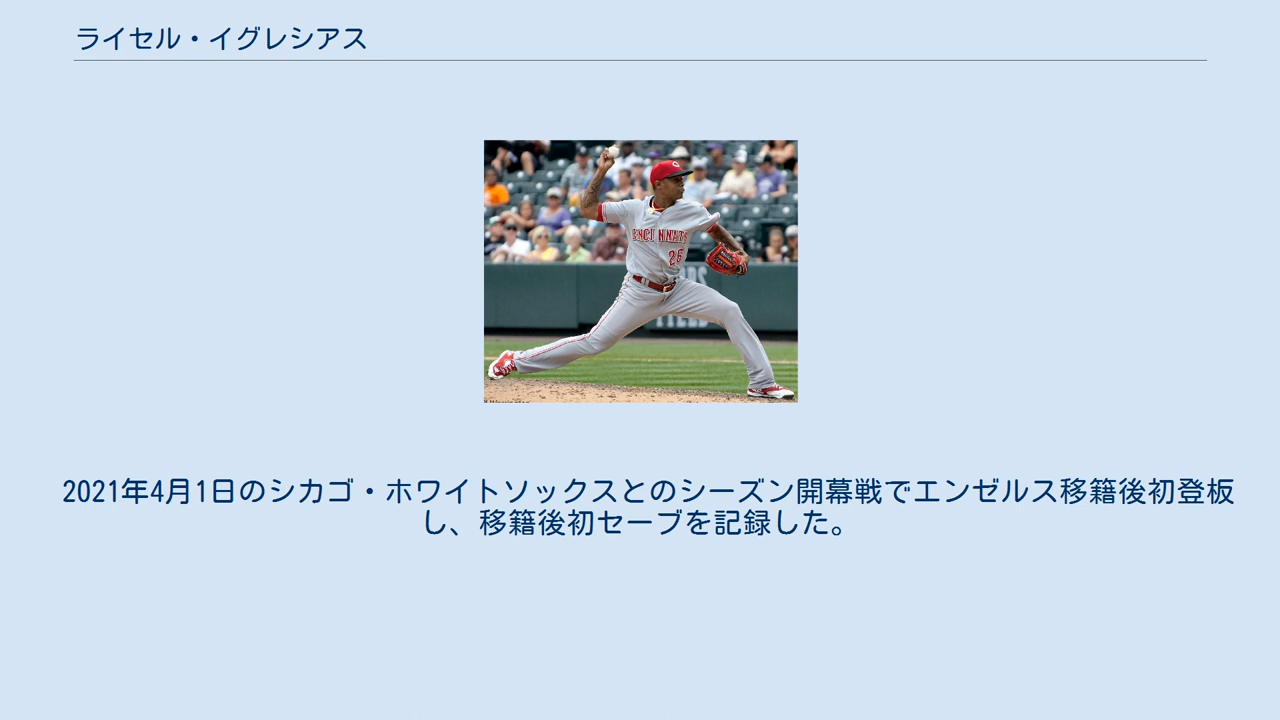 ライセル・イグレシアス
CINCINNATI
26
FIELD
2021年4月1日のシカゴ・ホワイトソックスとのシーズン開幕戦でエンゼルス移籍後初登板
し、移籍後初セーブを記録した。